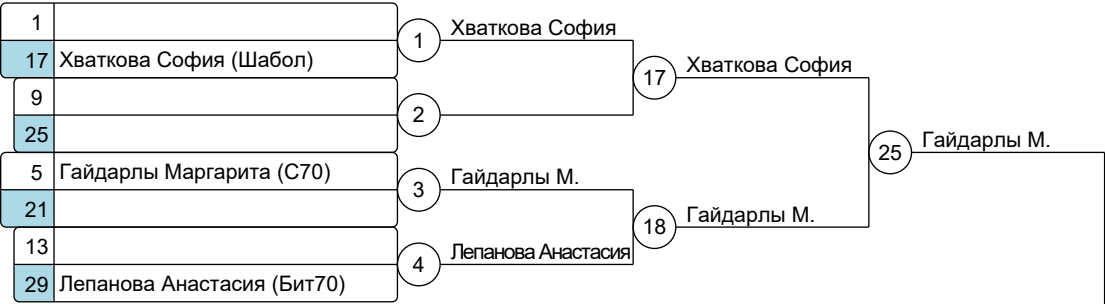 1
17 Хваткова София (Шабол)
9
25
5 Гайдарлы Маргарита (С70)
21
13
29 Лепанова Анастасия (Бит70)
1 Хваткова София
2
3 Гайдарлы М.
4 Лепанова Анастасия
17 Хваткова София
18 Гайдарлы М.
25 Гайдарлы М.